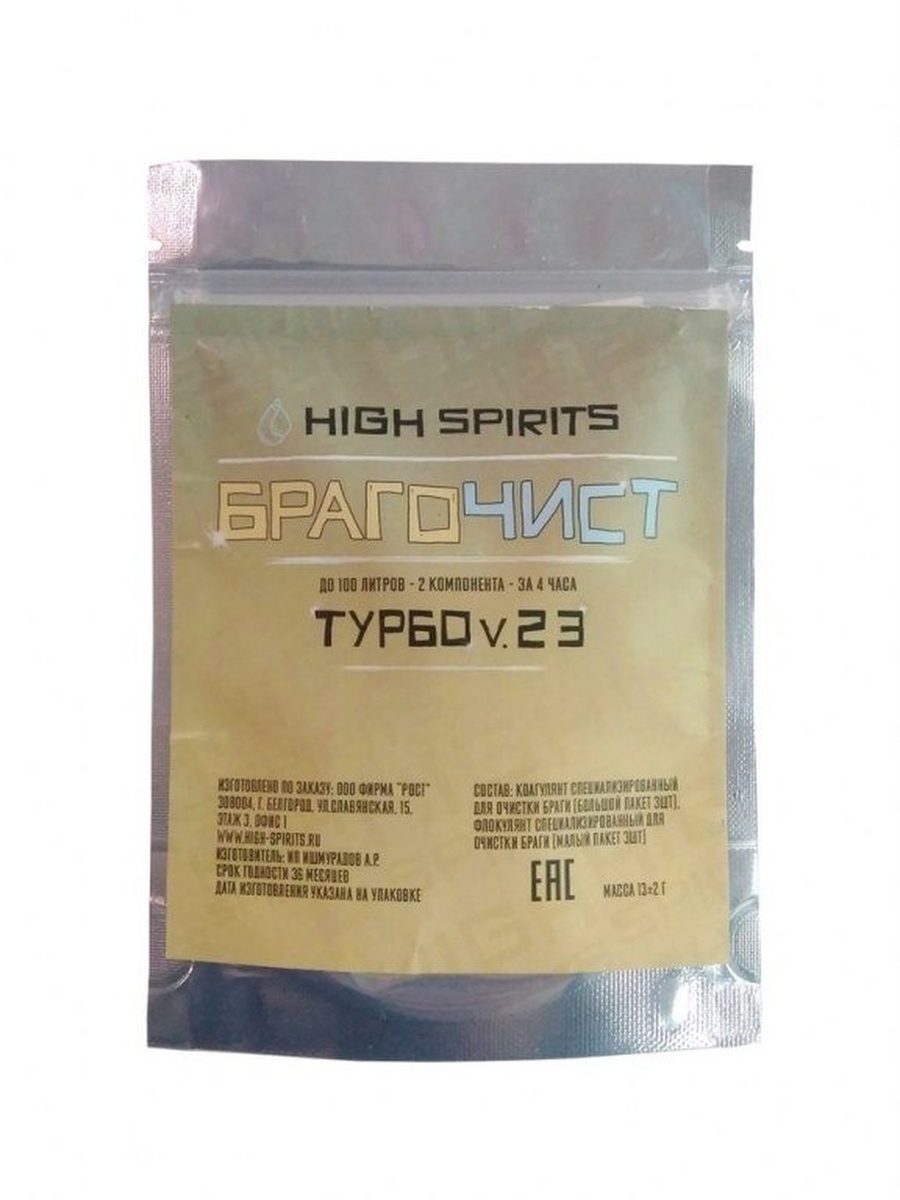 HIGH SPIRITS
БРАГОЧИСТ
ДО 100 ЛИТРОВ - 2 КОМПОНЕНТА - ЗА 4 ЧАСА
ТУРБО V. 23
ИЗГОТОВЛЕНО ПО ЗАКАЗУ: ООО ФИРМА "РОСТ"
308004, Г. БЕЛГОРОД, УЛ.СЛАВЯНСКАЯ, 15,
ЭТАЖ 3, ОФИС 1
WWW.HIGH-SPIRITS.RU
ИЗГОТОВИТЕЛЬ: ИП ИШМУРАДОВ А.Р.
СРОК ГОДНОСТИ 36 МЕСЯЦЕВ
ДАТА ИЗГОТОВЛЕНИЯ УКАЗАНА НА УПАКОВКЕ
СОСТАВ: КОАГУЛЯНТ СПЕЦИАЛИЗИРОВАННЫЙ
ДЛЯ ОЧИСТКИ БРАГИ (БОЛЬШОЙ ПАКЕТ 3ШТ),
ФЛОКУЛЯНТ СПЕЦИАЛИЗИРОВАННЫЙ ДЛЯ
ОЧИСТКИ БРАГИ (МАЛЫЙ ПАКЕТ 3ШТ)
EAC
МАССА 13±2 Г